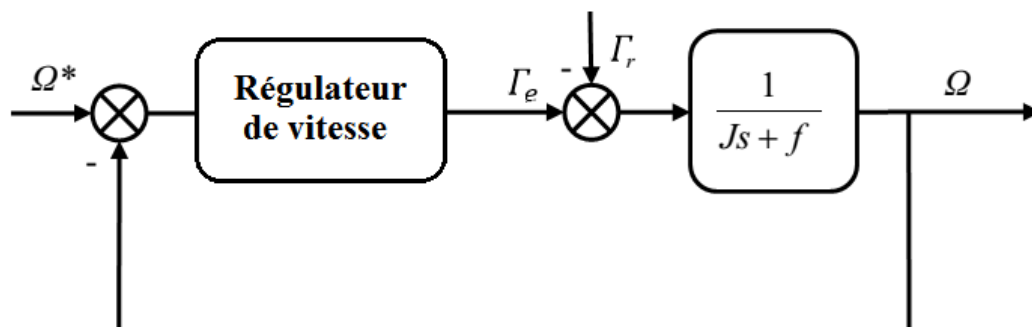 Ω*
-
Régulateur
de vitesse
Γe
-
Γr
1
Js + f
Ω